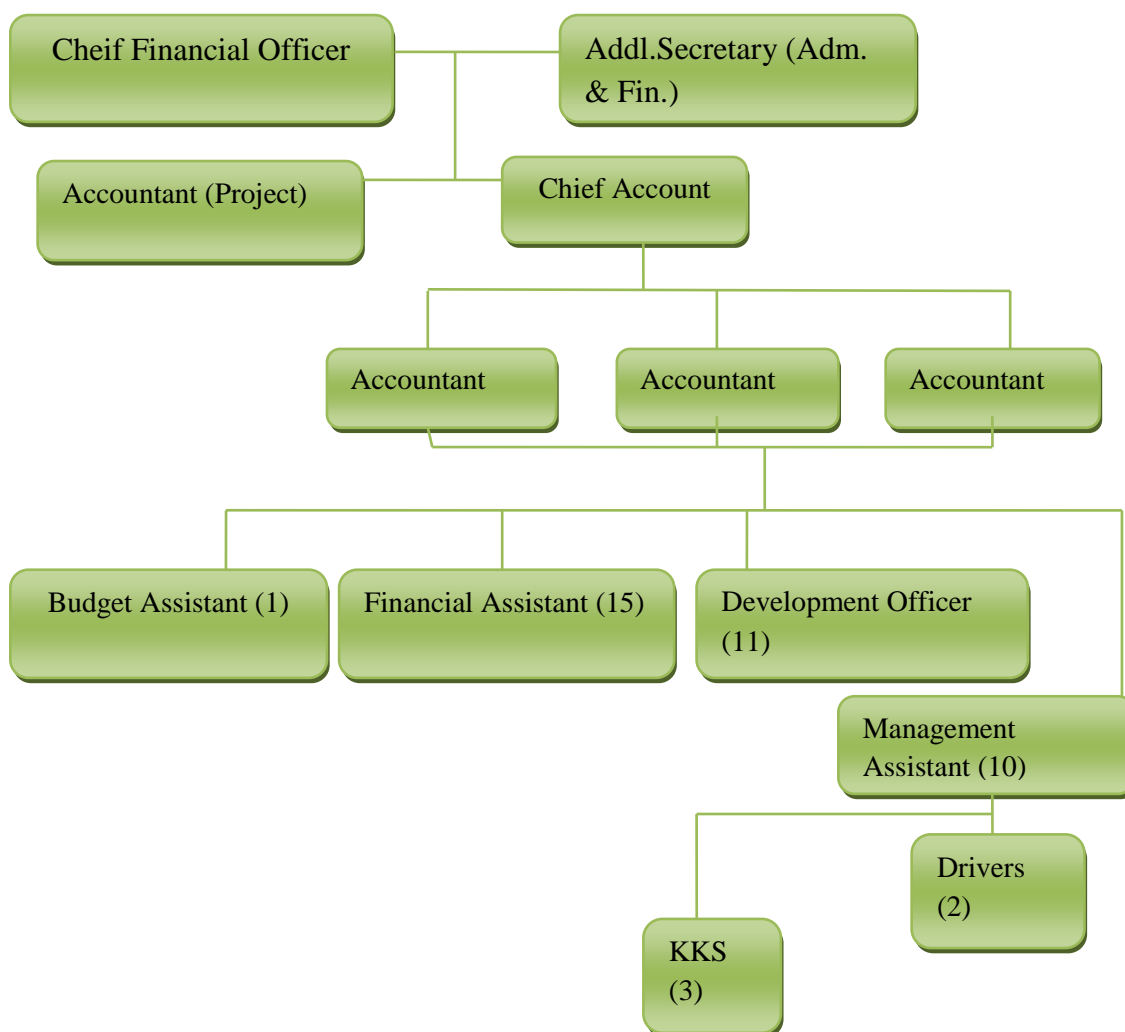 Cheif Financial Officer
Addl.Secretary (Adm.
& Fin.)
Accountant (Project)
Chief Account
Accountant
Accountant
Accountant
Budget Assistant (1)
Financial Assistant (15)
Development Officer
(11)
Management
Assistant (10)
Drivers
(2)
KKS
(3)